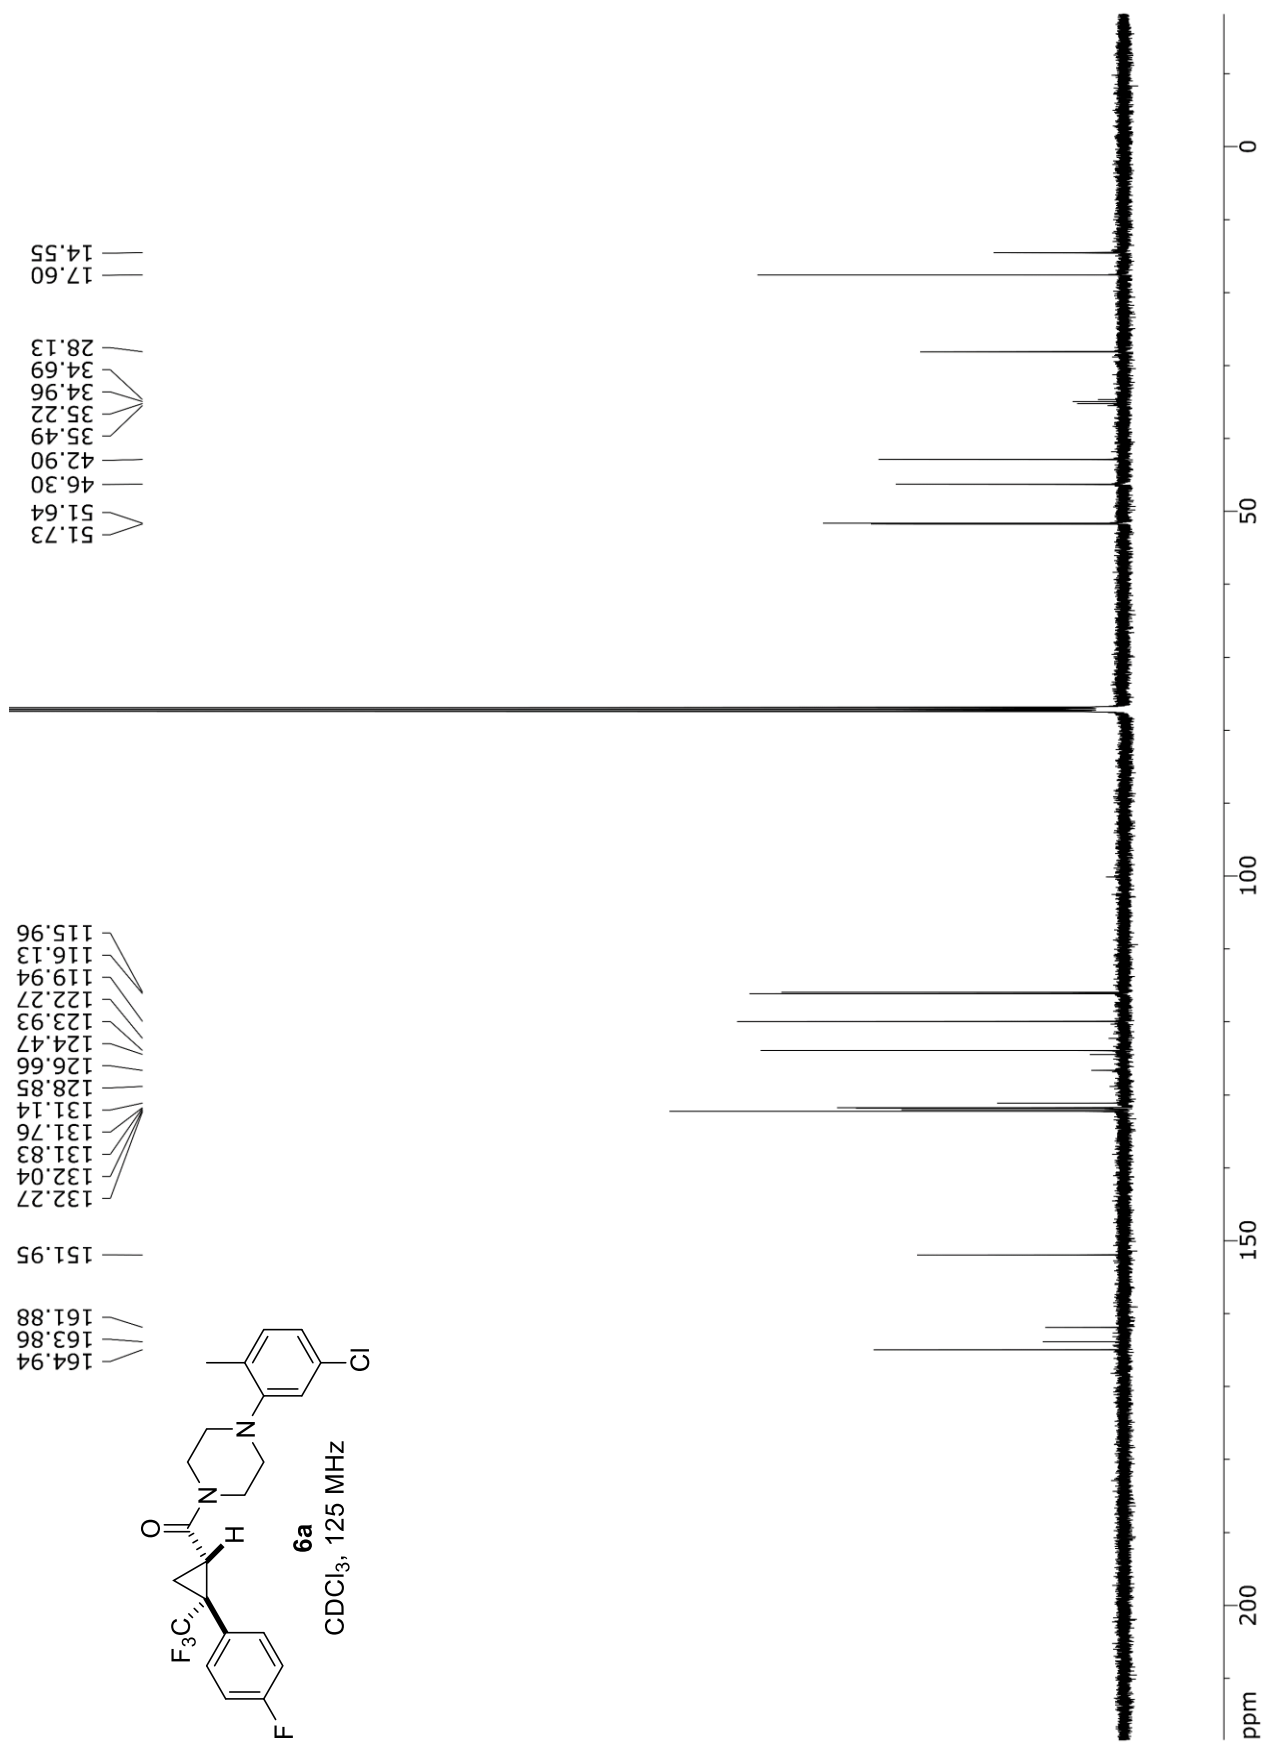 164.94
163.86
161.88
151.95
132.27
132.04
131.83
131.76
131.14
128.85
126.66
124.47
123.93
122.27
119.94
116.13
115.96
51.73
51.64
46.30
42.90
35.49
35.22
34.96
34.69
28.13
17.60
14.55
O
F3C
N
H
N
F
Cl
6a
CDCl3, 125 MHz
ppm 200 150 100 50 0